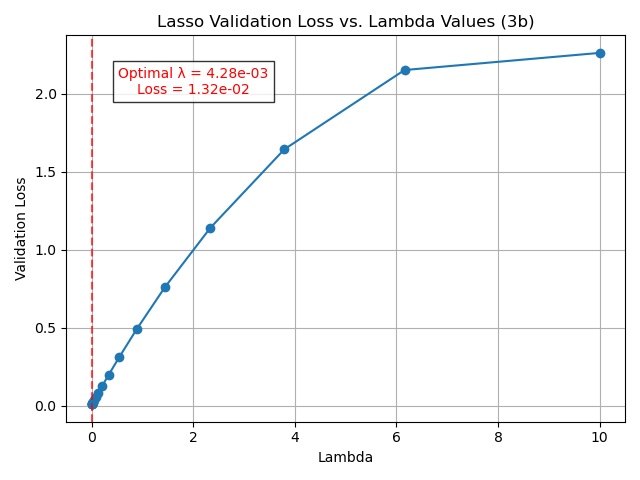 Lasso Validation Loss vs. Lambda Values (3b)
Optimal λ = 4.28e-03
Loss = 1.32e-02
Validation Loss
2.0
1.5
1.0
0.5
0.0
0 2 4 6 8 10
Lambda